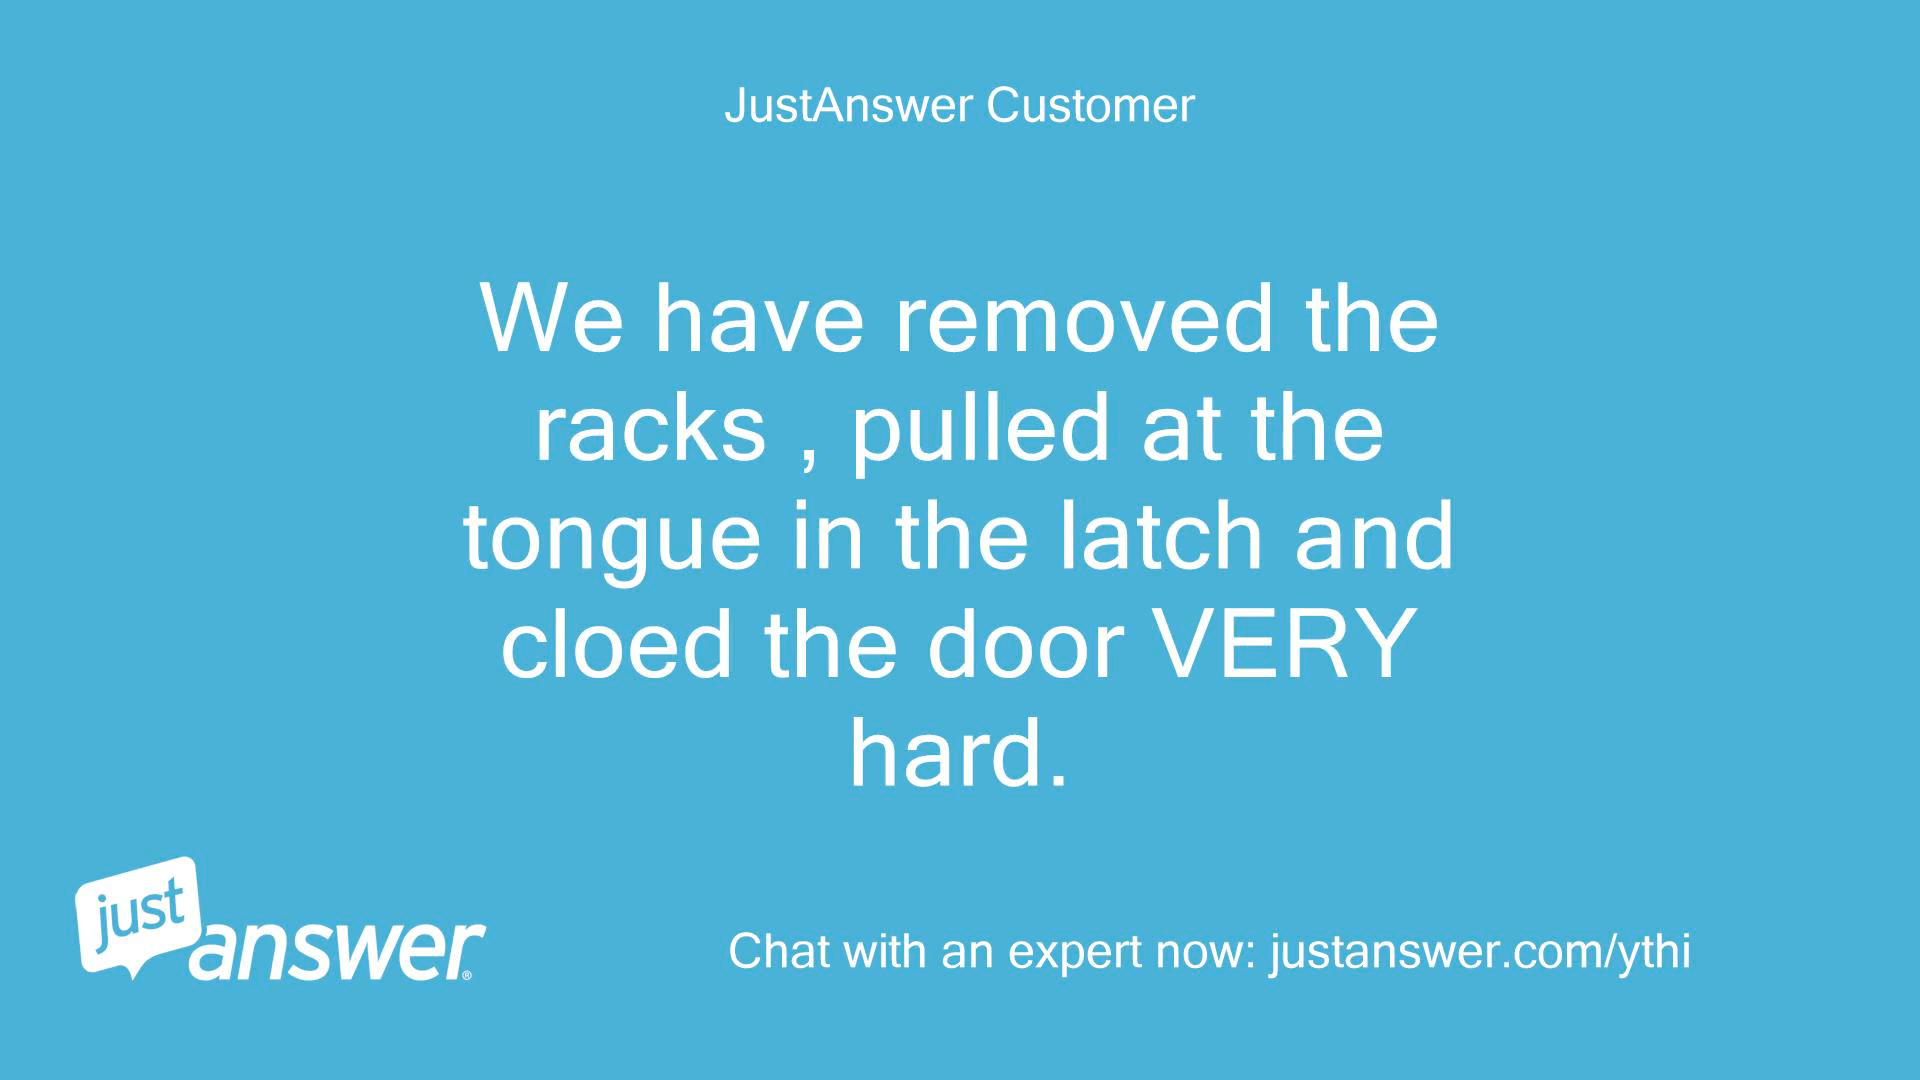 JustAnswer Customer
We have removed the
racks , pulled at the
tongue in the latch and
cloed the door VERY
hard.
just
answer®
Chat with an expert now: justanswer.com/ythi